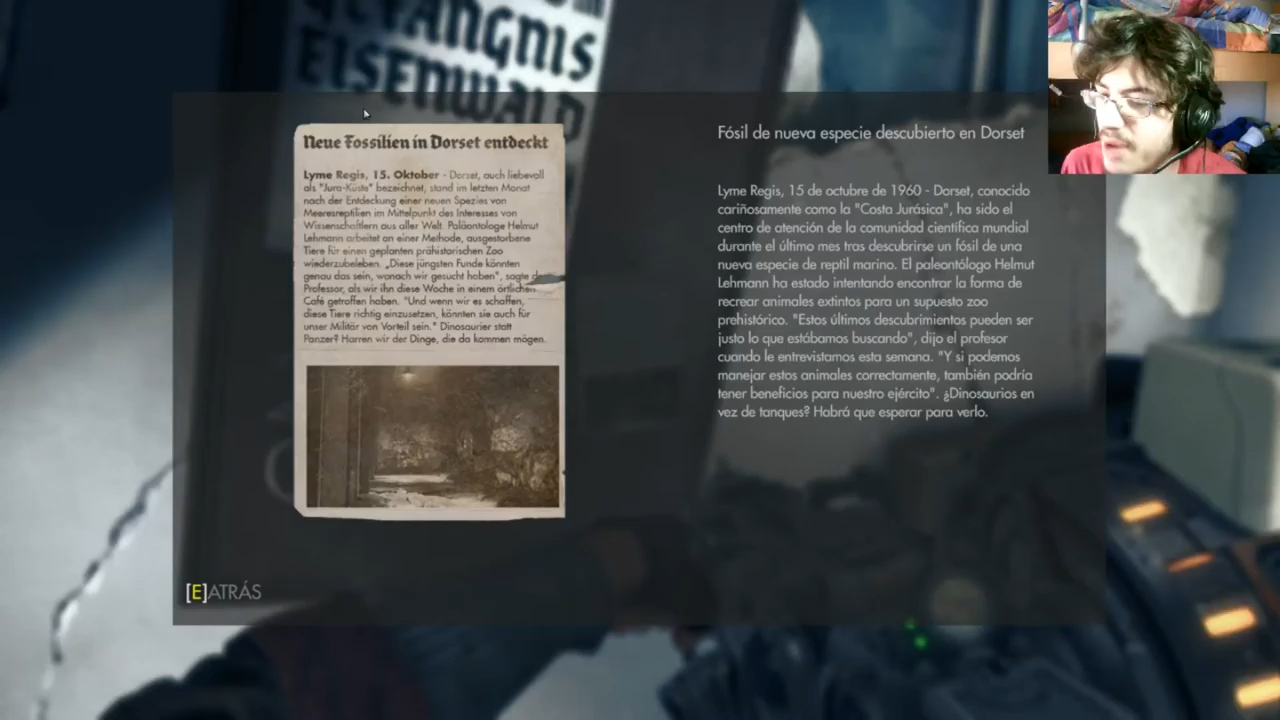 GEFÄNGNIS
EISENWALD
Neue Fossilien in Dorset entdeckt
Lyme Regis, 15. Oktober - Dorset, auch liebevoll
als "Jura-Küste" bezeichnet, stand im letzten Monat
nach der Entdeckung einer neuen Spezies von
Meeresreptilien im Mittelpunkt des Interesses von
Wissenschaftlern aus aller Welt. Paläontologe Helmut
Lehmann arbeitet an einer Methode, ausgestorbene
Tiere für einen geplanten prähistorischen Zoo
wiederzubeleben. „Diese jüngsten Funde könnten
genau das sein, wonach wir gesucht haben", sagte
Professor, als wir ihn diese Woche in einem örtlichen
Café getroffen haben. "Und wenn wir es schaffen,
diese Tiere richtig einzusetzen, könnten sie auch für
unser Militär von Vorteil sein." Dinosaurier statt
Panzer? Harren wir der Dinge, die da kommen mögen.
Fósil de nueva especie descubierto en Dorset
Lyme Regis, 15 de octubre de 1960 - Dorset, conocido
cariñosamente como la "Costa Jurásica", ha sido el
centro de atención de la comunidad científica mundial
durante el último mes tras descubrirse un fósil de una
nueva especie de reptil marino. El paleontólogo Helmut
Lehmann ha estado intentando encontrar la forma de
recrear animales extintos para un supuesto zoo
prehistórico. "Estos últimos descubrimientos pueden ser
justo lo que estábamos buscando", dijo el profesor
cuando le entrevistamos esta semana. "Y si podemos
manejar estos animales correctamente, también podría
tener beneficios para nuestro ejército". ¿Dinosaurios en
vez de tanques? Habrá que esperar para verlo.
[E]ATRÁS